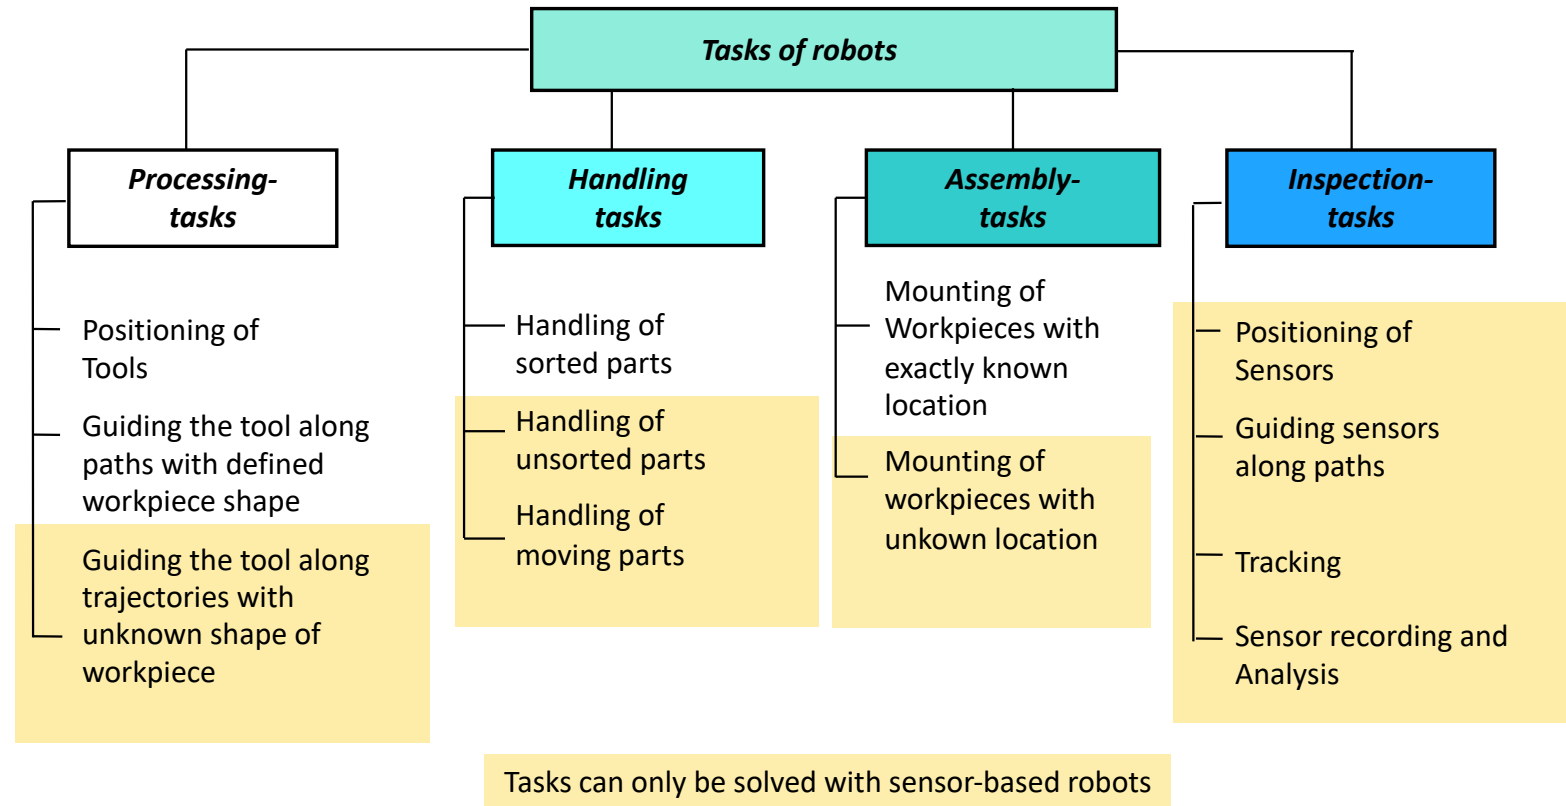 Tasks of robots
Processing-
tasks
Positioning of
Tools
Guiding the tool along
paths with defined
workpiece shape
Guiding the tool along
trajectories with
unknown shape of
workpiece
Handling
tasks
Handling of
sorted parts
Handling of
unsorted parts
Handling of
moving parts
Assembly-
tasks
Mounting of
Workpieces with
exactly known
location
Mounting of
workpieces with
unkown location
Inspection-
tasks
Positioning of
Sensors
Guiding sensors
along paths
Tracking
Sensor recording and
Analysis
Tasks can only be solved with sensor-based robots